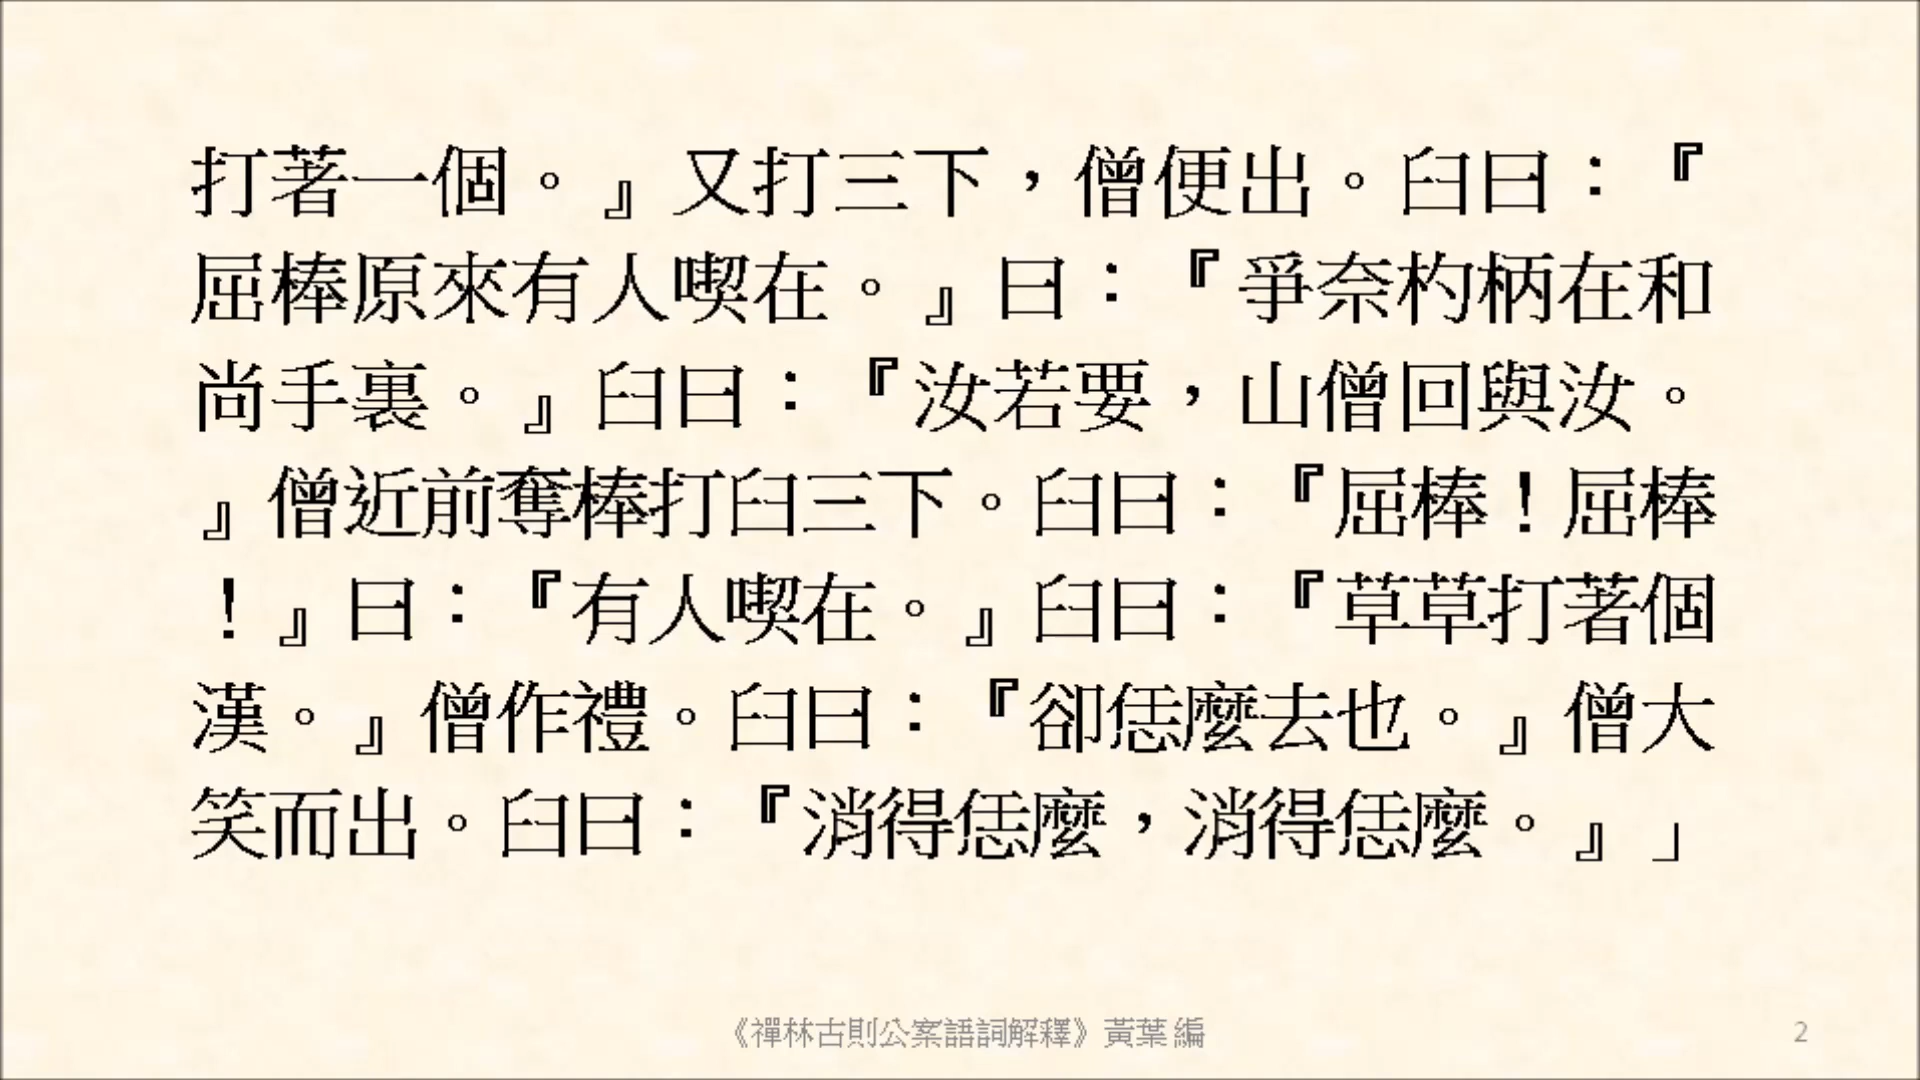 打著一個。』又打三下，僧便出。臼曰：『
屈棒原來有人喫在。』曰：『爭奈杓柄在和
尚手裏。』臼曰：『汝若要，山僧回與汝。
』僧近前奪棒打臼三下。臼曰：『屈棒！屈棒
！』曰：『有人喫在。』臼曰：『草草打著個
漢。』僧作禮。臼曰：『卻恁麼去也。』僧大
笑而出。臼曰：『消得恁麼，消得恁麼。』」
《禪林古則公案語詞解釋》黃葉 編
2